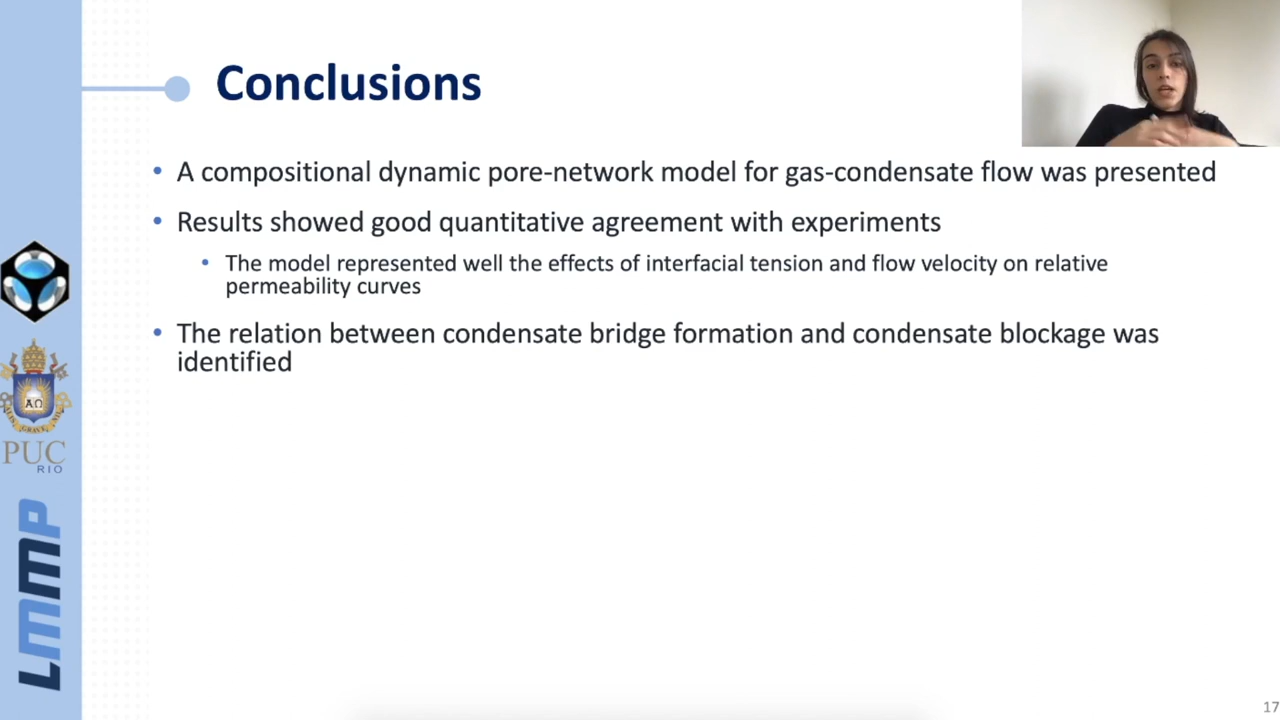 Conclusions
• A compositional dynamic pore-network model for gas-condensate flow was presented
• Results showed good quantitative agreement with experiments
• The model represented well the effects of interfacial tension and flow velocity on relative
permeability curves
• The relation between condensate bridge formation and condensate blockage was
identified
ΑΩ
PUC
RIO
LMMP
17